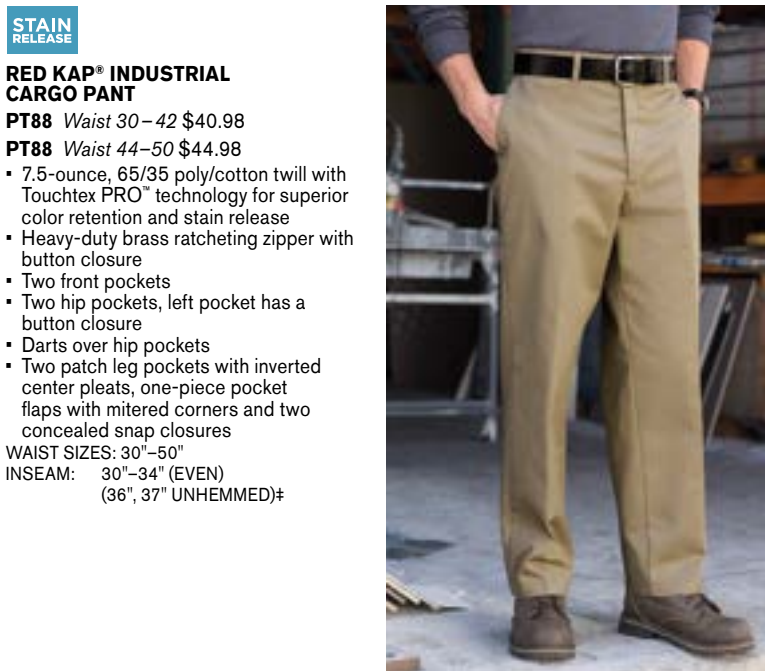 STAIN
RELEASE
RED KAP® INDUSTRIAL
CARGO PANT
PT88 Waist 30–42 $40.98
PT88 Waist 44–50 $44.98
▪ 7.5-ounce, 65/35 poly/cotton twill with
Touchtex PRO™ technology for superior
color retention and stain release
▪ Heavy-duty brass ratcheting zipper with
button closure
▪ Two front pockets
▪ Two hip pockets, left pocket has a
button closure
▪ Darts over hip pockets
▪ Two patch leg pockets with inverted
center pleats, one-piece pocket
flaps with mitered corners and two
concealed snap closures
WAIST SIZES: 30"–50"
INSEAM: 30"–34" (EVEN)
(36", 37" UNHEMMED)‡